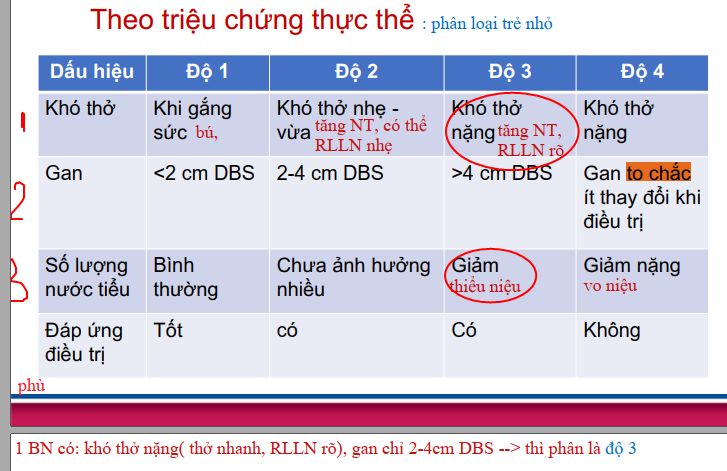 Theo triệu chứng thực thể : phân loại trẻ nhỏ
Dấu hiệu Độ 1 Độ 2 Độ 3 Độ 4
1
Khó thở
Khi gắng
sức bú,
Khó thở nhẹ -
vừa tăng NT, có thể
RLLN nhẹ
Khó thở
nặng tăng NT,
RLLN rõ
Khó thở
nặng
2
Gan
<2 cm DBS
2-4 cm DBS
>4 cm DBS
Gan to chắc
ít thay đổi khi
điều trị
3
Số lượng
nước tiểu
Bình
thường
Chưa ảnh hưởng
nhiều
Giảm
thiểu niệu
Giảm nặng
vo niệu
Đáp ứng
điều trị
Tốt
có
Có
Không
phù
1 BN có: khó thở nặng( thở nhanh, RLLN rõ), gan chỉ 2-4cm DBS --> thì phân là độ 3